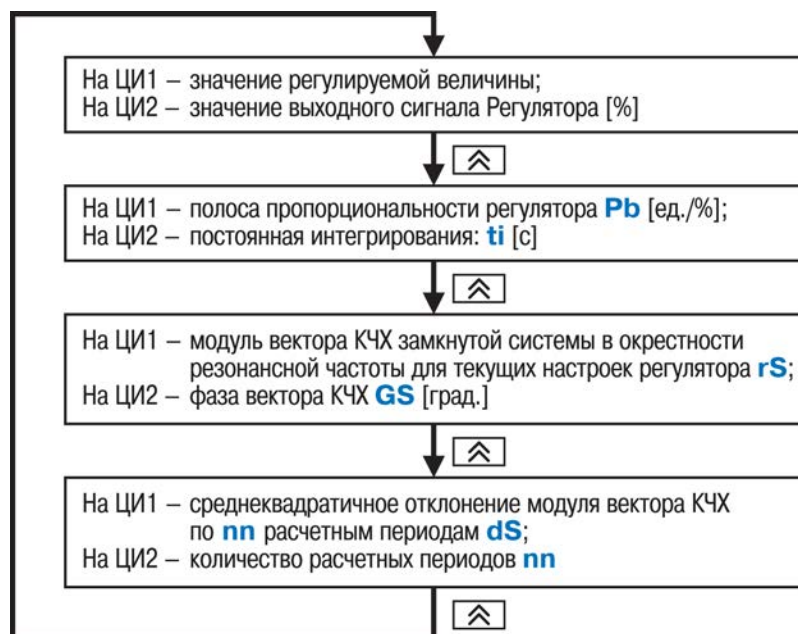 На ЦИ1 – значение регулируемой величины;
На ЦИ2 – значение выходного сигнала Регулятора [%]
На ЦИ1 – полоса пропорциональности регулятора Pb [ед./%];
На ЦИ2 – постоянная интегрирования: ti [с]
На ЦИ1 – модуль вектора КЧХ замкнутой системы в окрестности
резонансной частоты для текущих настроек регулятора rS;
На ЦИ2 – фаза вектора КЧХ GS [град.]
На ЦИ1 – среднеквадратичное отклонение модуля вектора КЧХ
по nn расчетным периодам dS;
На ЦИ2 – количество расчетных периодов nn